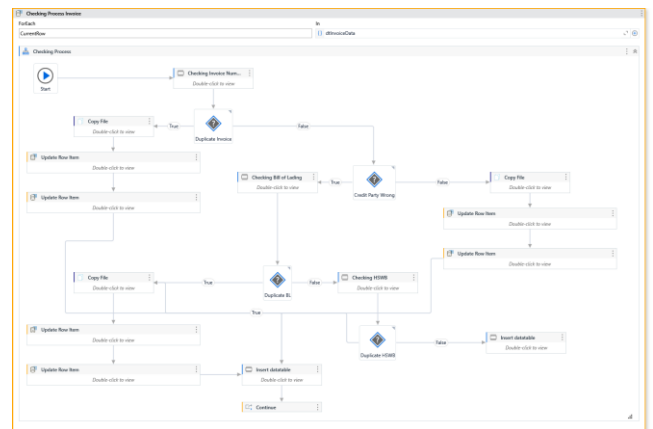 Checking Process Invoice
ForEach
In
CurrentRow
dtInvoiceData
Checking Process
Start
Checking Invoice Num...
Double-click to view
Copy File
Double-click to view
True
Duplicate Invoice
False
Update Row Item
Double-click to view
Update Row Item
Double-click to view
Checking Bill of Lading
Double-click to view
True
Credit Party Wrong
False
Copy File
Double-click to view
Update Row Item
Double-click to view
Update Row Item
Double-click to view
Copy File
Double-click to view
True
Duplicate BL
False
Checking HSWB
Double-click to view
True
Update Row Item
Double-click to view
Duplicate HSWB
False
Insert datatable
Double-click to view
Update Row Item
Double-click to view
Insert datatable
Double-click to view
Continue